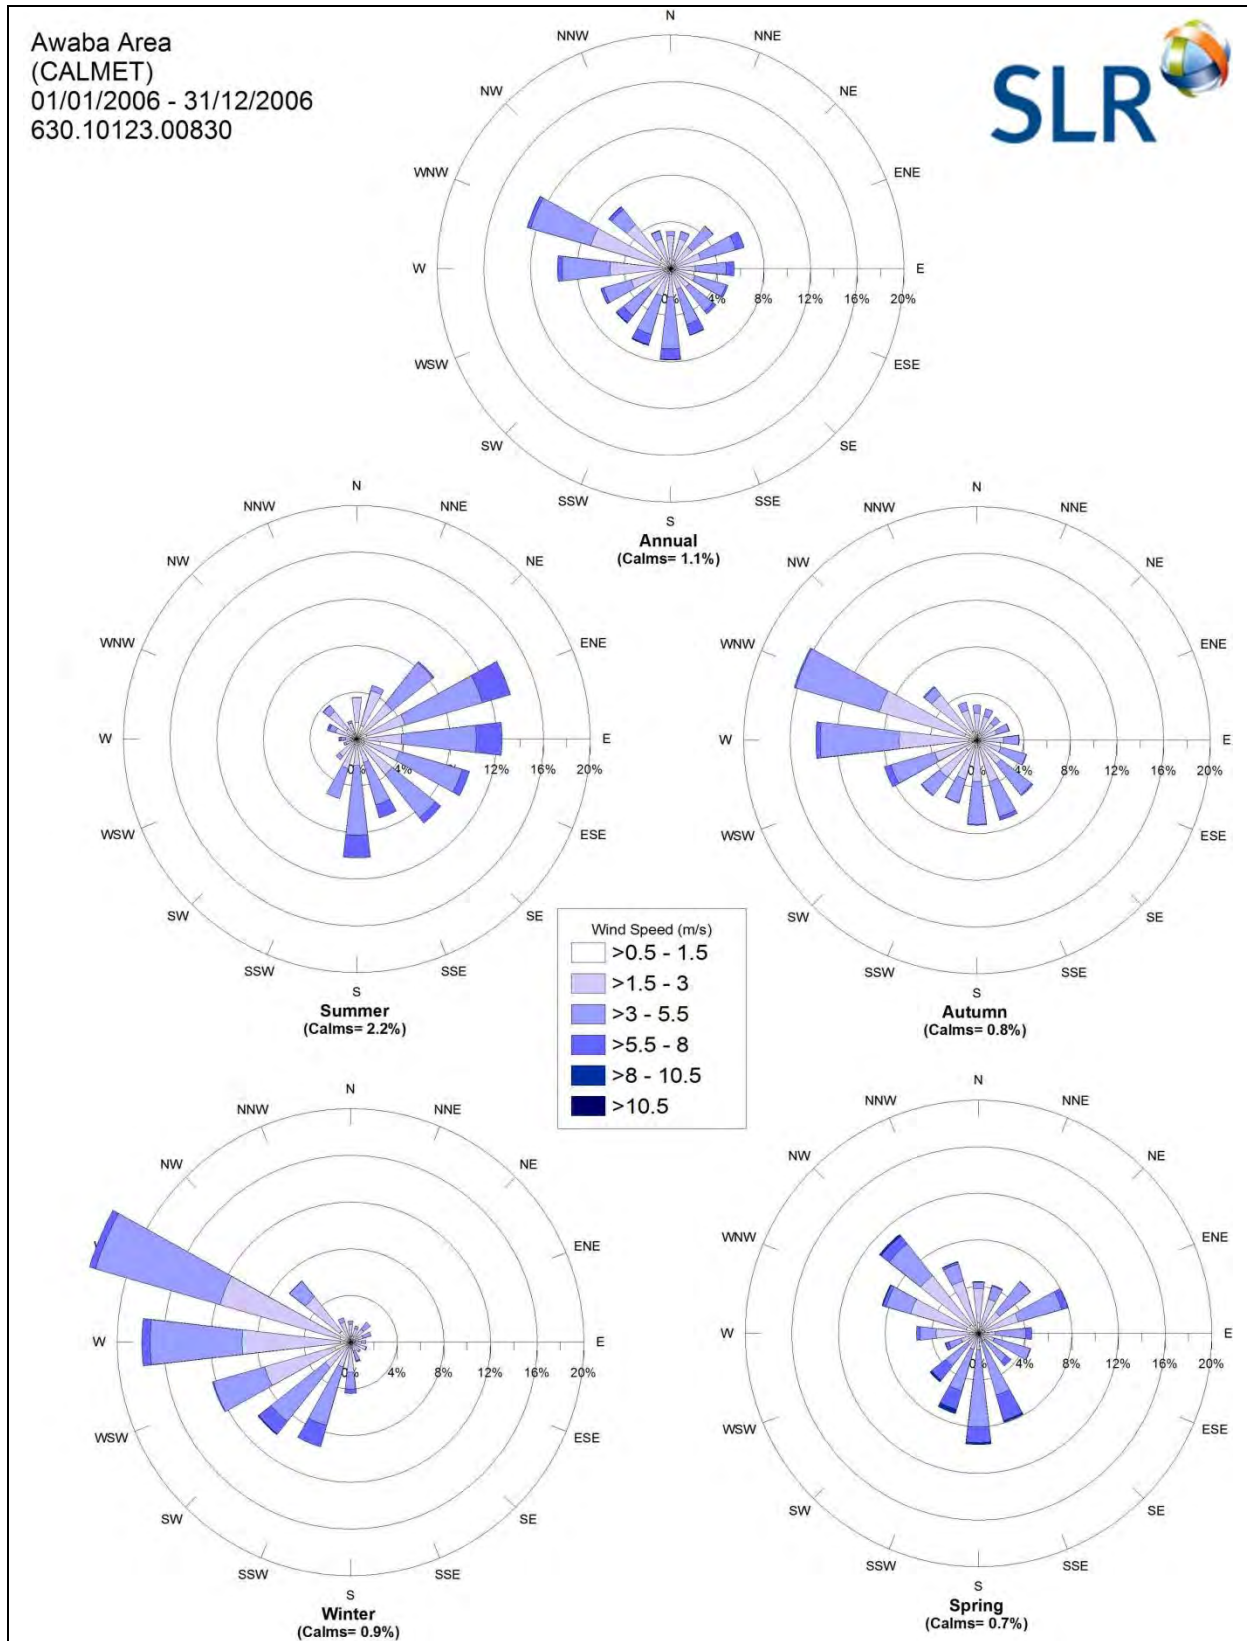 Awaba Area
(CALMET)
01/01/2006 - 31/12/2006
630.10123.00830
SLR
N
NNW
NNE
NW
NE
WNW
ENE
W
E
0%
4%
8%
12%
16%
20%
WSW
ESE
SW
SE
SSW
SSE
S
Annual
(Calms= 1.1%)
N
NNW
NNE
NW
NE
WNW
ENE
W
E
0%
4%
8%
12%
16%
20%
WSW
ESE
SW
SE
SSW
SSE
S
Summer
(Calms= 2.2%)
N
NNW
NNE
NW
NE
WNW
ENE
W
E
0%
4%
8%
12%
16%
20%
WSW
ESE
SW
SE
SSW
SSE
S
Autumn
(Calms= 0.8%)
Wind Speed (m/s)
>0.5 - 1.5
>1.5 - 3
>3 - 5.5
>5.5 - 8
>8 - 10.5
>10.5
N
NNW
NNE
NW
NE
ENE
W
E
0%
4%
8%
12%
16%
20%
WSW
ESE
SW
SE
SSW
SSE
S
Winter
(Calms= 0.9%)
N
NNW
NNE
NW
NE
WNW
ENE
W
E
0%
4%
8%
12%
16%
20%
WSW
ESE
SW
SE
SSW
SSE
S
Spring
(Calms= 0.7%)